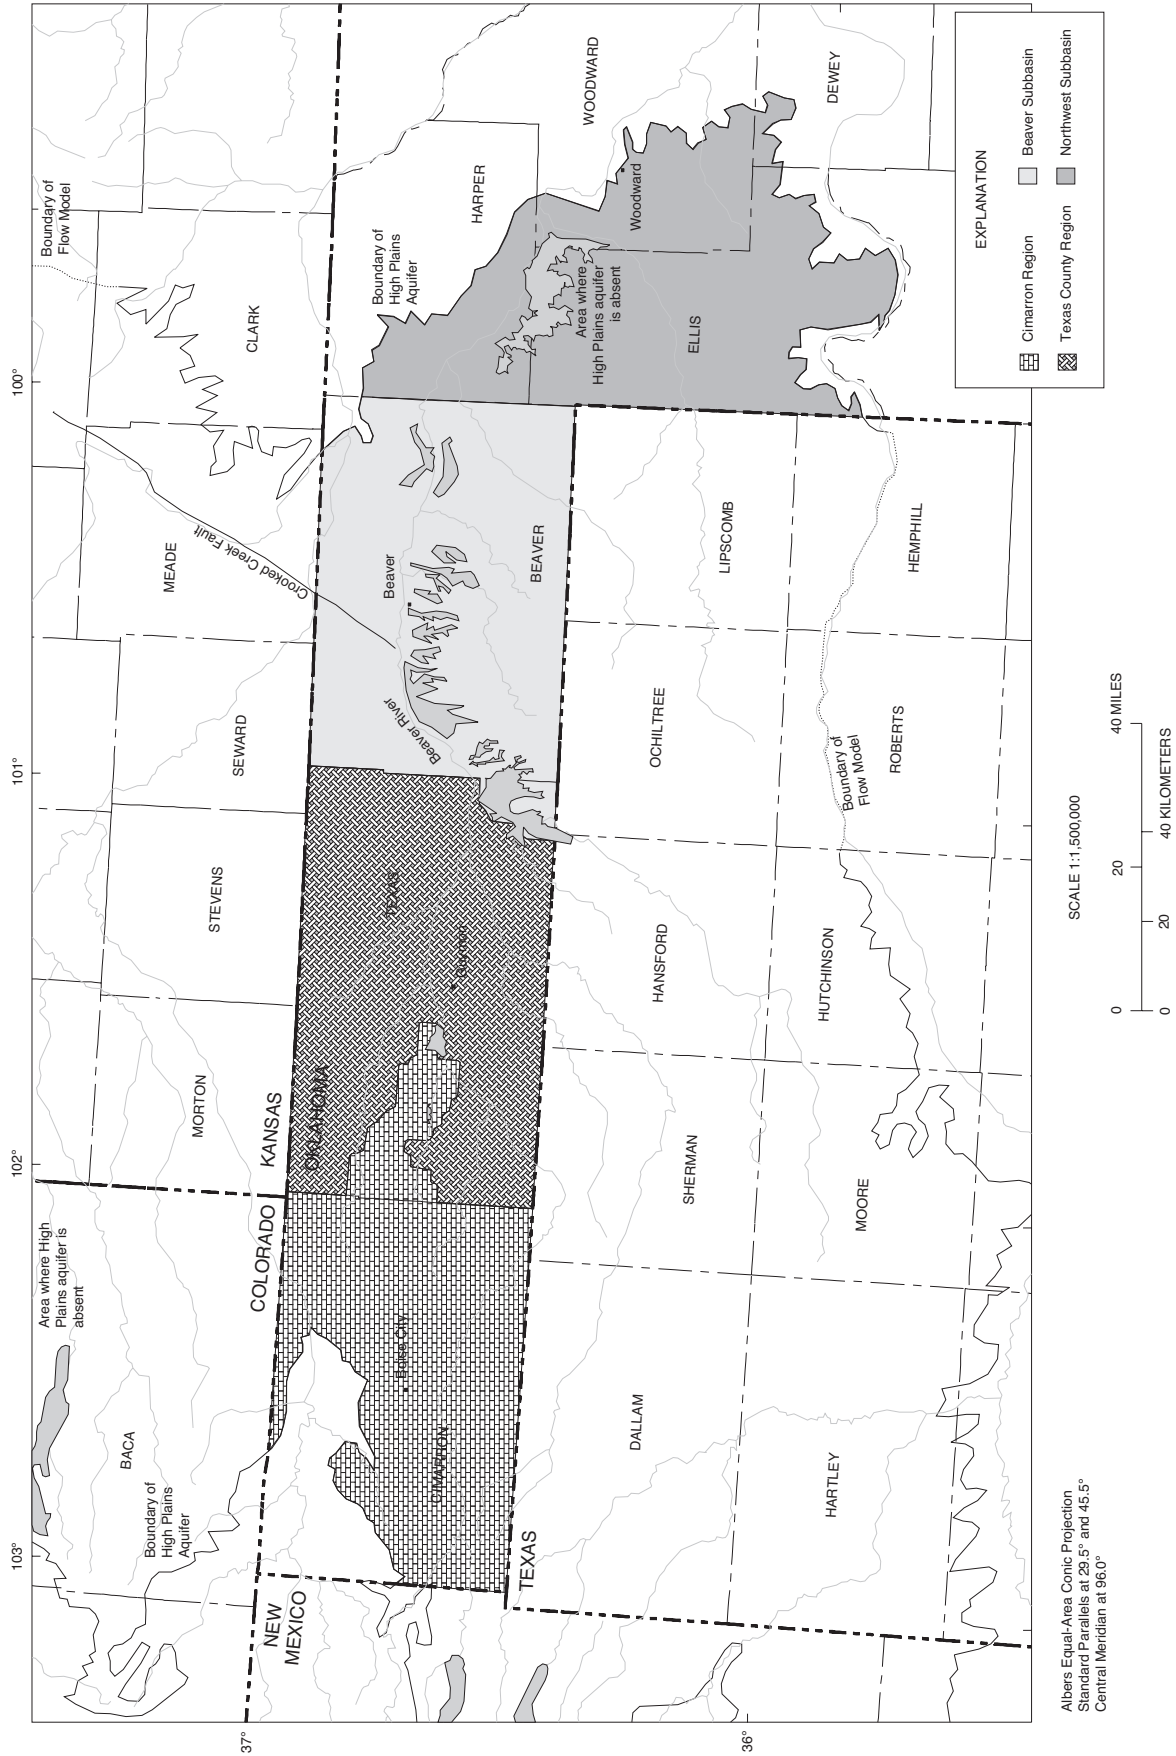 103°
102°
101°
100°
37°
36°
Area where High
Plains aquifer is
absent
Boundary of
Flow Model
BACA
Boundary of
High Plains
Aquifer
COLORADO
KANSAS
MORTON
STEVENS
SEWARD
MEADE
Crooked Creek Fault
CLARK
NEW
MEXICO
OKLAHOMA
CIMARRON
Boise City
TEXAS
Guymon
Beaver River
Beaver
BEAVER
Boundary of
High Plains
Aquifer
HARPER
WOODWARD
Woodward
Area where
High Plains aquifer
is absent
ELLIS
DEWEY
TEXAS
DALLAM
SHERMAN
HANSFORD
OCHILTREE
LIPSCOMB
HARTLEY
MOORE
HUTCHINSON
Boundary of
Flow Model
ROBERTS
HEMPHILL
EXPLANATION
Cimarron Region
Beaver Subbasin
Texas County Region
Northwest Subbasin
SCALE 1:1,500,000
0
20
40 MILES
0
20
40 KILOMETERS
Albers Equal-Area Conic Projection
Standard Parallels at 29.5° and 45.5°
Central Meridian at 96.0°